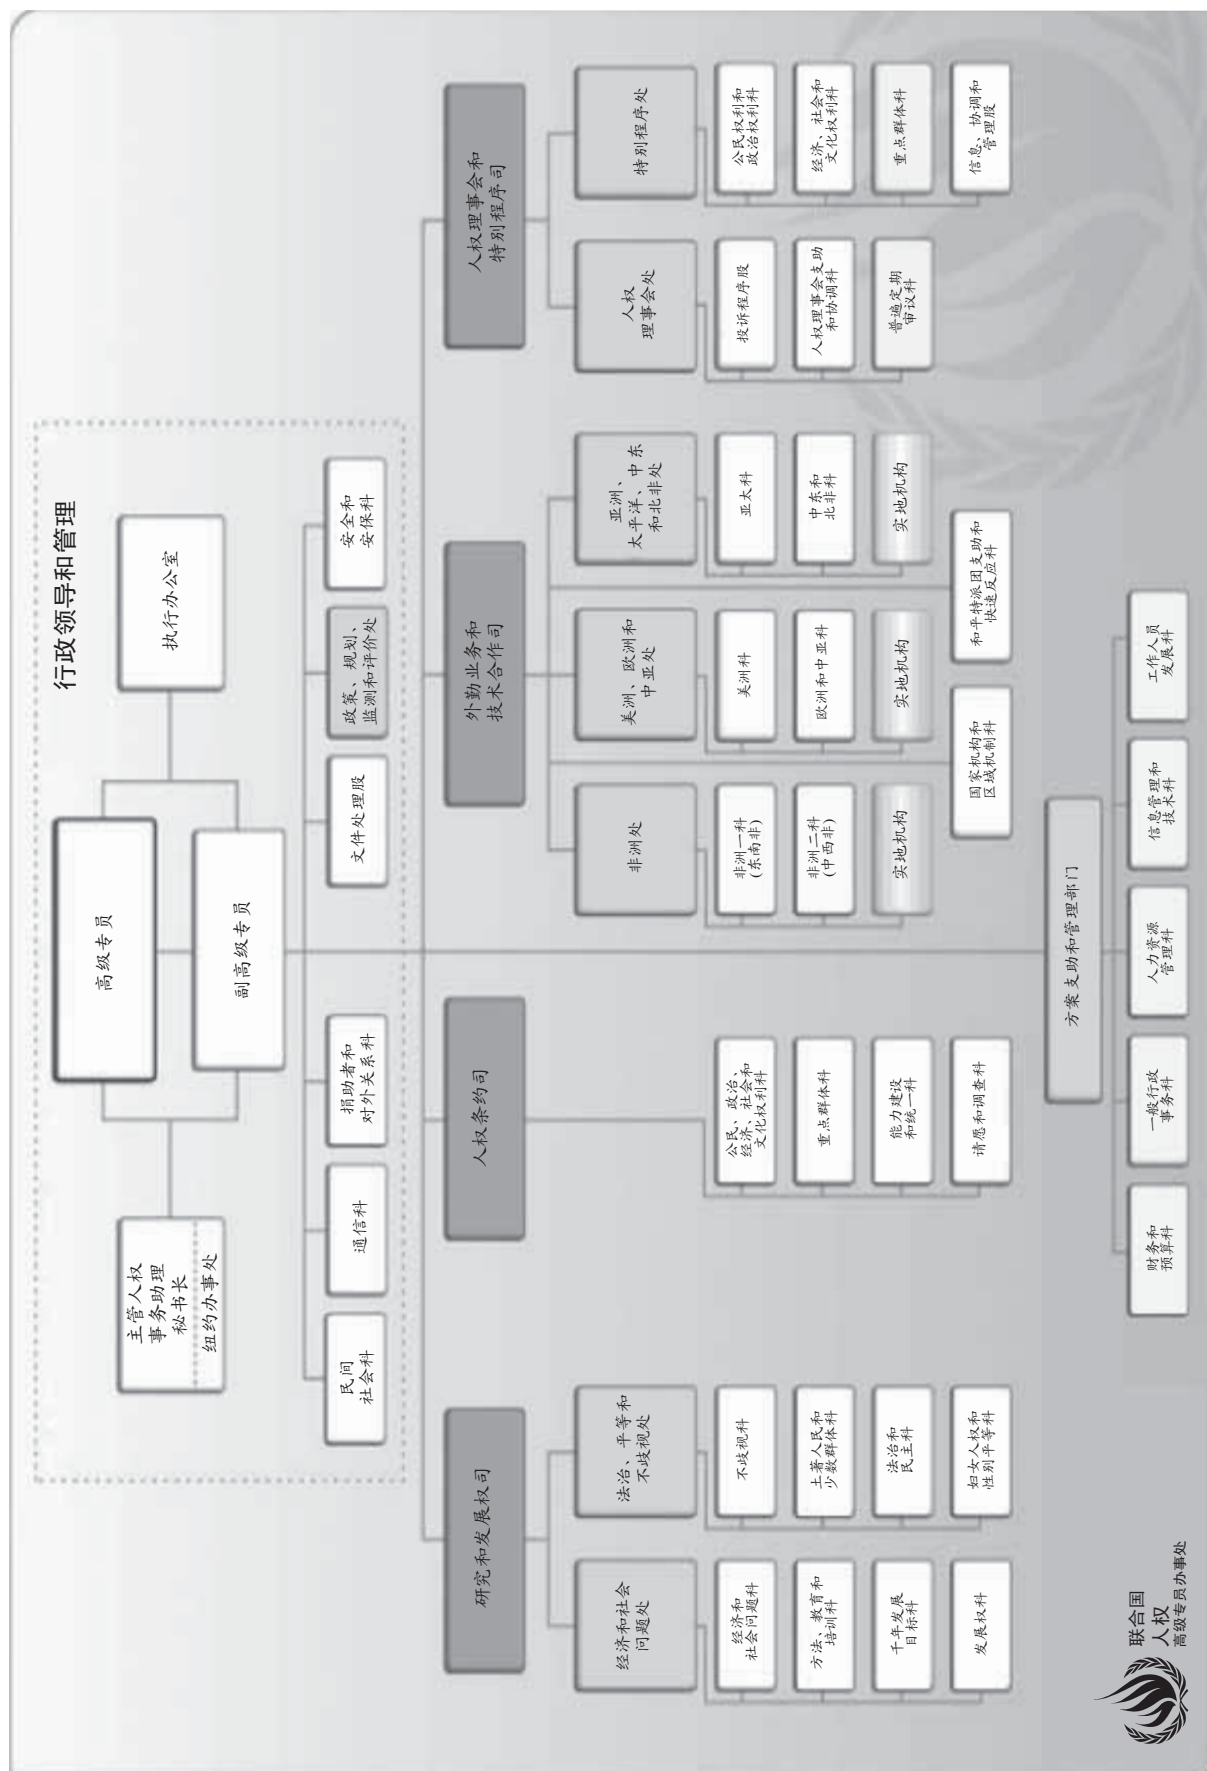 行政领导和管理
高级专员
副高级专员
主管人权
事务助理
秘书长
纽约办事处
执行办公室
民间
社会科
通信科
捐助者和
对外关系科
文件处理股
政策、规划、
监测和评价处
安全和
安保科
研究和发展权司
人权条约司
外勤业务和
技术合作司
人权理事会和
特别程序司
经济和社会
问题处
经济和
社会问题科
方法、教育和
培训科
千年发展
目标科
发展权科
法治、平等和
不歧视处
不歧视科
土著人民和
少数群体科
法治和
民主科
妇女人权和
性别平等科
公民、政治、
经济、社会和
文化权利科
重点群体科
能力建设
和统一科
请愿和调查科
非洲处
非洲一科
(东南非)
非洲二科
(中西非)
实地机构
美洲、欧洲和
中亚处
美洲科
欧洲和中亚科
实地机构
亚洲、
太平洋、中东
和北非处
亚太科
中东和
北非科
实地机构
国家机构和
区域机制科
和平特派团支助和
快速反应科
人权
理事会处
投诉程序股
人权理事会支助
和协调科
普遍定期
审议科
特别程序处
公民权利和
政治权利科
经济、社会和
文化权利科
重点群体科
信息、协调和
管理股
方案支助和管理部门
财务和
预算科
一般行政
事务科
人力资源
管理科
信息管理和
技术科
工作人员
发展科
联合国
人权
高级专员办事处